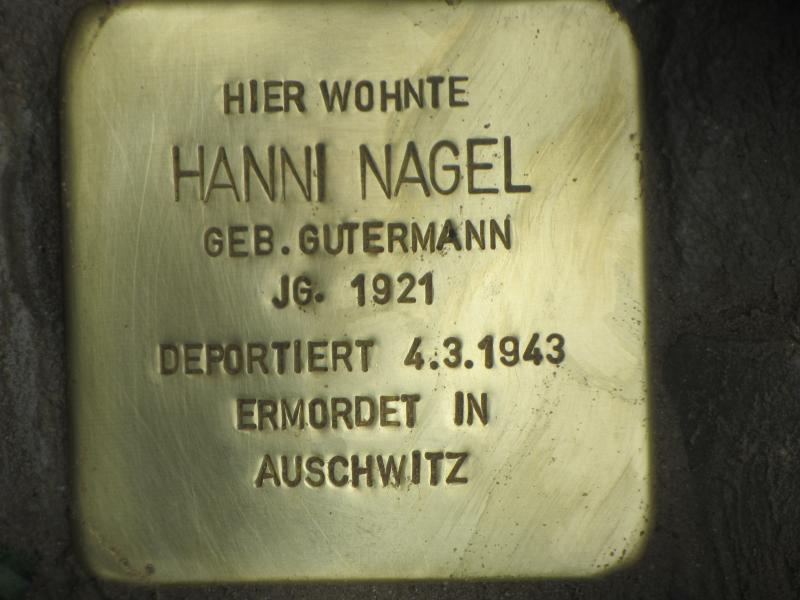 HIER WOHNTE
HANNI NAGEL
GEB. GUTERMANN
JG. 1921
DEPORTIERT 4.3.1943
ERMORDET IN
AUSCHWITZ